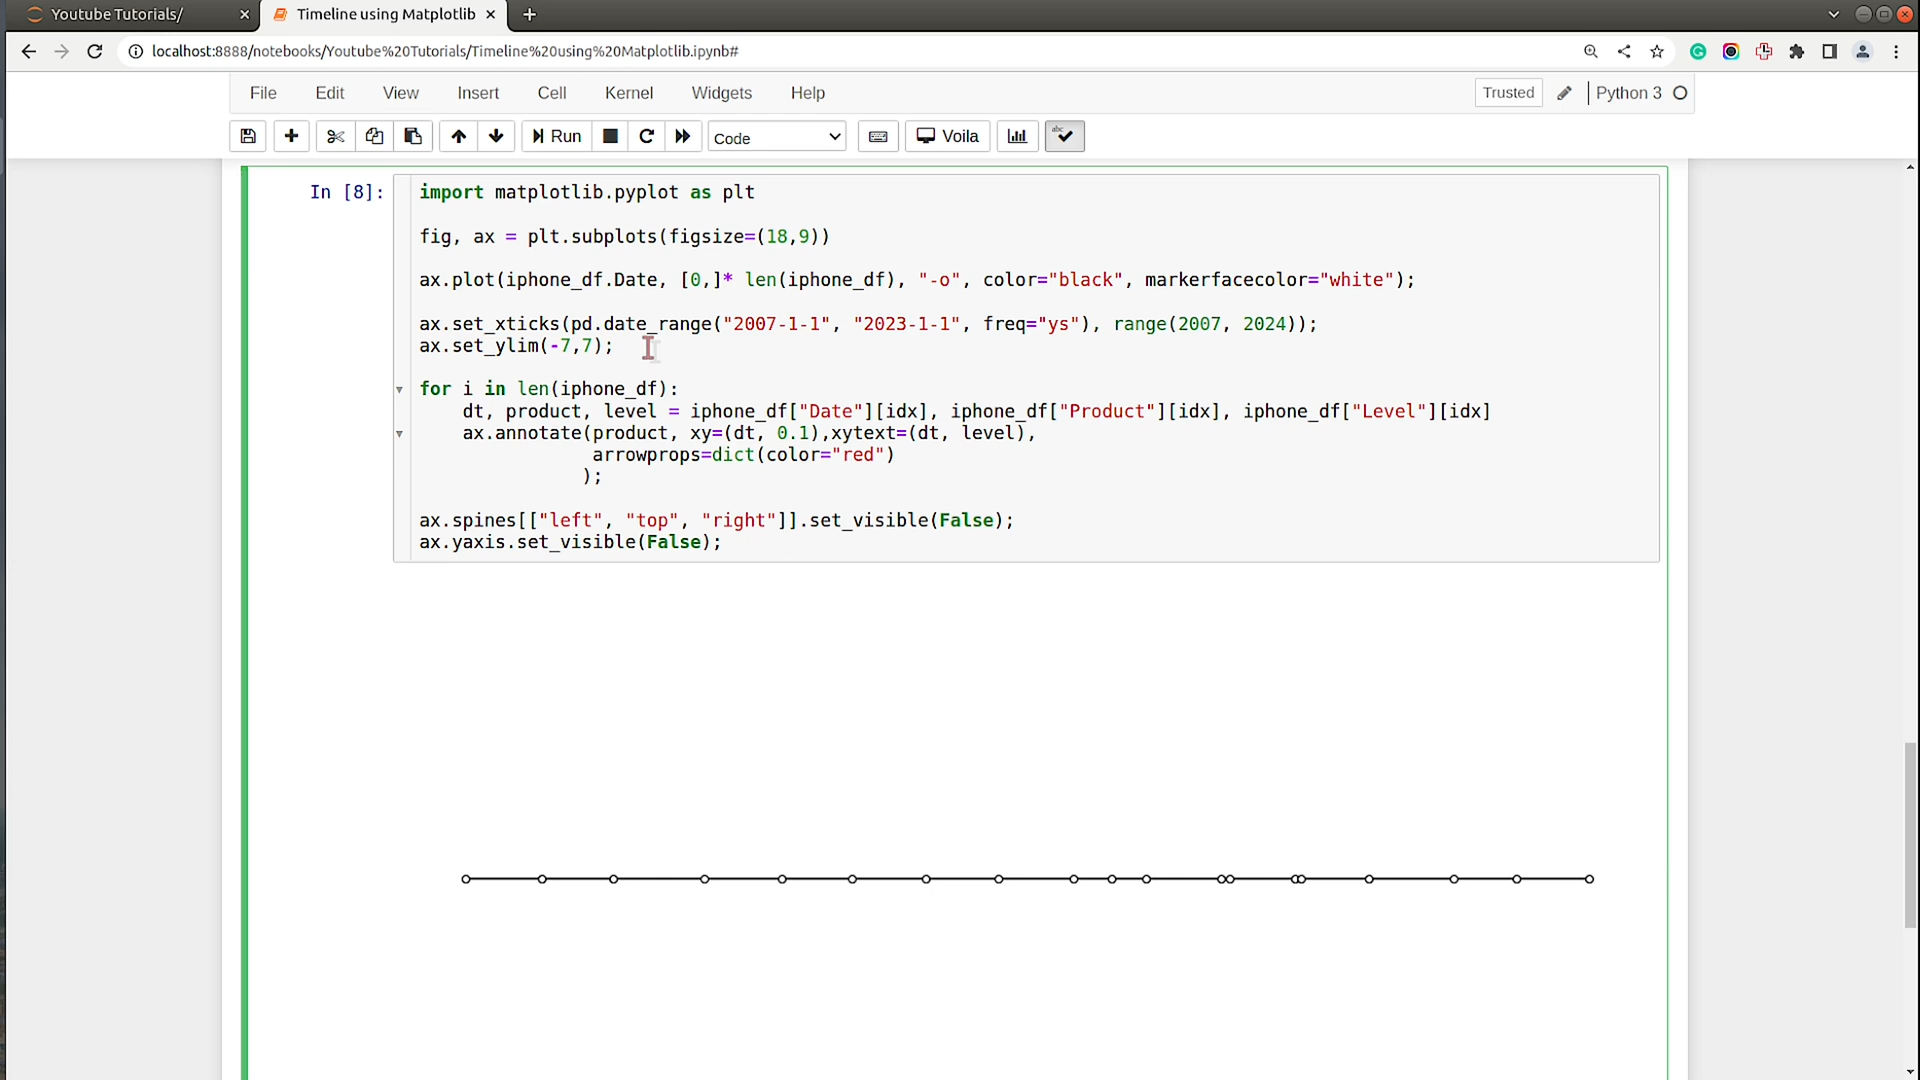 Youtube Tutorials/
Timeline using Matplotlib
localhost:8888/notebooks/Youtube%20Tutorials/Timeline%20using%20Matplotlib.ipynb#
File Edit View Insert Cell Kernel Widgets Help Trusted Python 3
Run Code Voila abc
In [8]:
import matplotlib.pyplot as plt
fig, ax = plt.subplots(figsize=(18,9))
ax.plot(iphone_df.Date, [0,]* len(iphone_df), "-o", color="black", markerfacecolor="white");
ax.set_xticks(pd.date_range("2007-1-1", "2023-1-1", freq="ys"), range(2007, 2024));
ax.set_ylim(-7,7);
for i in len(iphone_df):
dt, product, level = iphone_df["Date"][idx], iphone_df["Product"][idx], iphone_df["Level"][idx]
ax.annotate(product, xy=(dt, 0.1),xytext=(dt, level),
arrowprops=dict(color="red")
);
ax.spines[["left", "top", "right"]].set_visible(False);
ax.yaxis.set_visible(False);